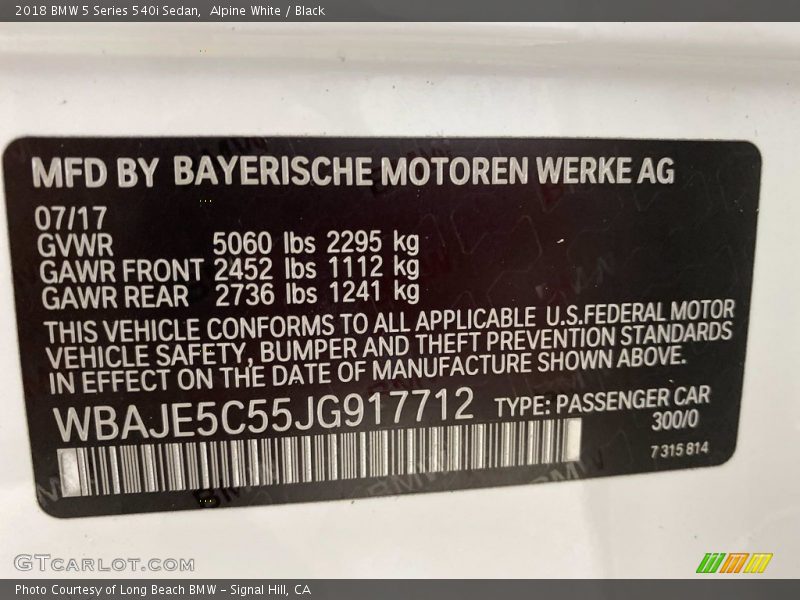 2018 BMW 5 Series 540i Sedan,  Alpine White / Black
MFD BY BAYERISCHE MOTOREN WERKE AG
07/17
GVWR 5060 lbs 2295 kg
GAWR FRONT 2452 lbs 1112 kg
GAWR REAR 2736 lbs 1241 kg
THIS VEHICLE CONFORMS TO ALL APPLICABLE U.S.FEDERAL MOTOR
VEHICLE SAFETY, BUMPER AND THEFT PREVENTION STANDARDS
IN EFFECT ON THE DATE OF MANUFACTURE SHOWN ABOVE.
WBAJE5C55JG917712 TYPE: PASSENGER CAR
300/0
7315814
GTCARLOT.COM
Photo Courtesy of Long Beach BMW - Signal Hill, CA